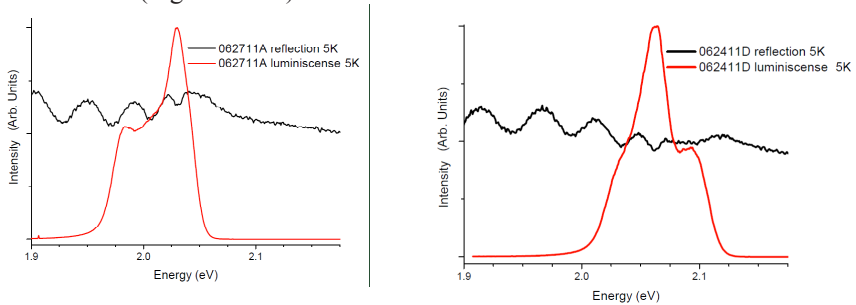 062711A reflection 5K
062711A luminiscense 5K
Intensity (Arb. Units)
1.9
2.0
2.1
Energy (eV)
062411D reflection 5K
062411D luminiscense 5K
Intensity (Arb. Units)
1.9
2.0
2.1
Energy (eV)